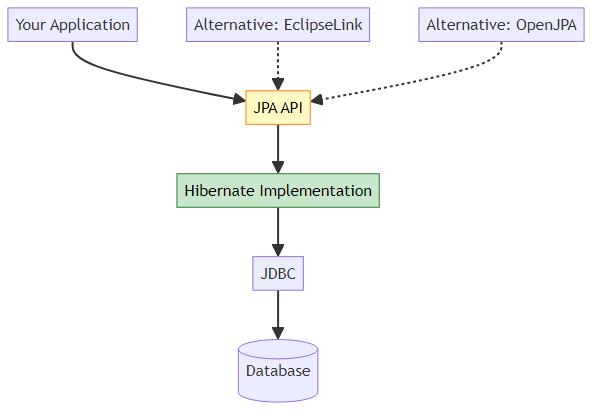 Your Application
Alternative: EclipseLink
Alternative: OpenJPA
JPA API
Hibernate Implementation
JDBC
Database